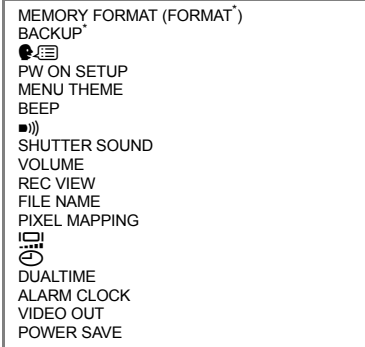 MEMORY FORMAT (FORMAT*)
BACKUP*
PW ON SETUP
MENU THEME
BEEP
SHUTTER SOUND
VOLUME
REC VIEW
FILE NAME
PIXEL MAPPING
DUALTIME
ALARM CLOCK
VIDEO OUT
POWER SAVE